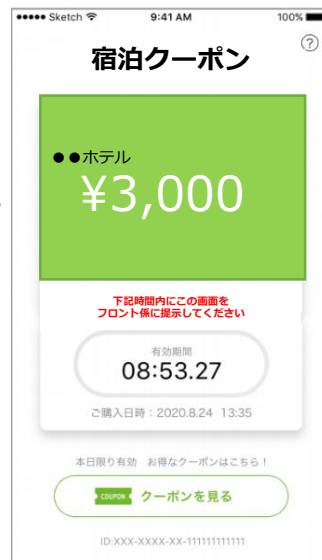 Sketch 9:41 AM 100%
?
宿泊クーポン
●●ホテル
¥3,000
下記時間内にこの画面を
フロント係に提示してください
有効期間
08:53.27
ご購入日時：2020.8.24 13:35
本日限り有効 お得なクーポンはこちら！
COUPON クーポンを見る
ID:XXX-XXXX-XX-111111111111